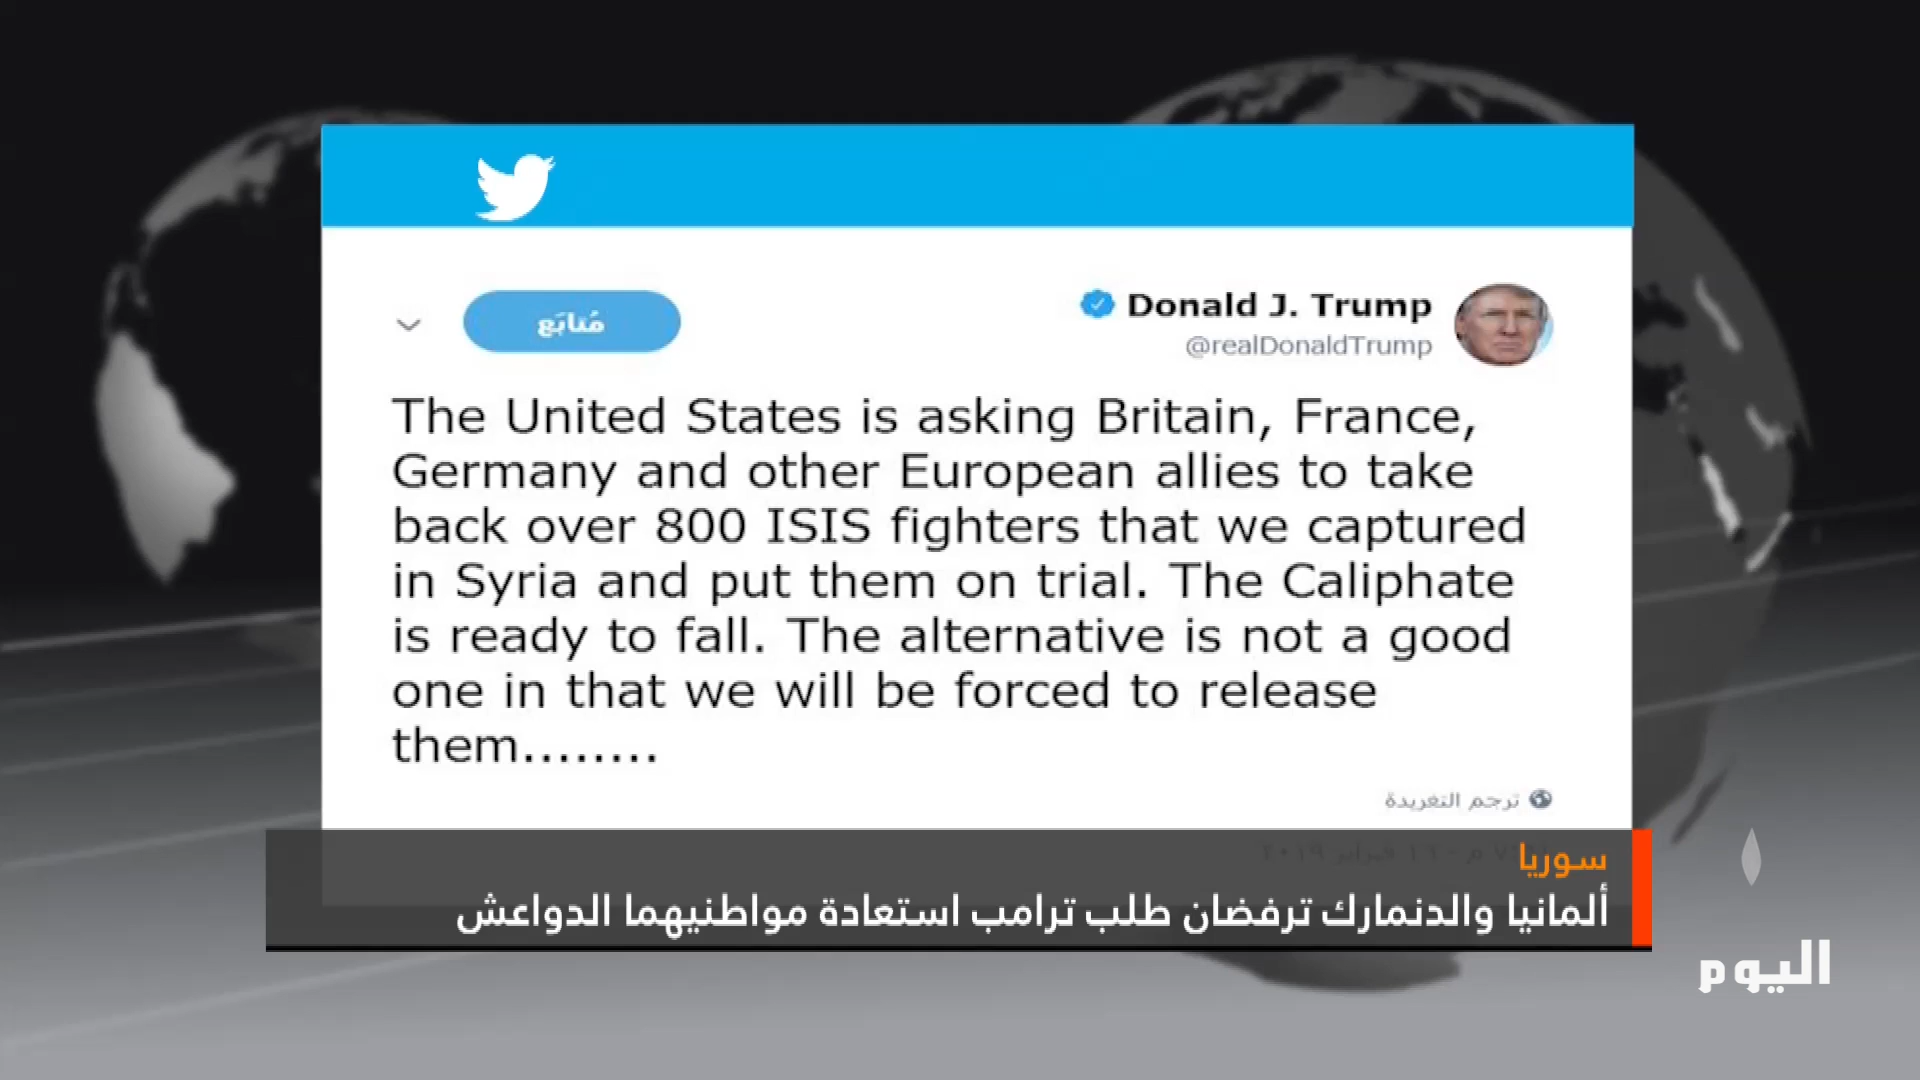 Donald J. Trump
@realDonaldTrump
مُتابَع
The United States is asking Britain, France,
Germany and other European allies to take
back over 800 ISIS fighters that we captured
in Syria and put them on trial. The Caliphate
is ready to fall. The alternative is not a good
one in that we will be forced to release
them........
ترجم التغريدة
سوريا
ألمانيا والدنمارك ترفضان طلب ترامب استعادة مواطنيهما الدواعش
اليوم